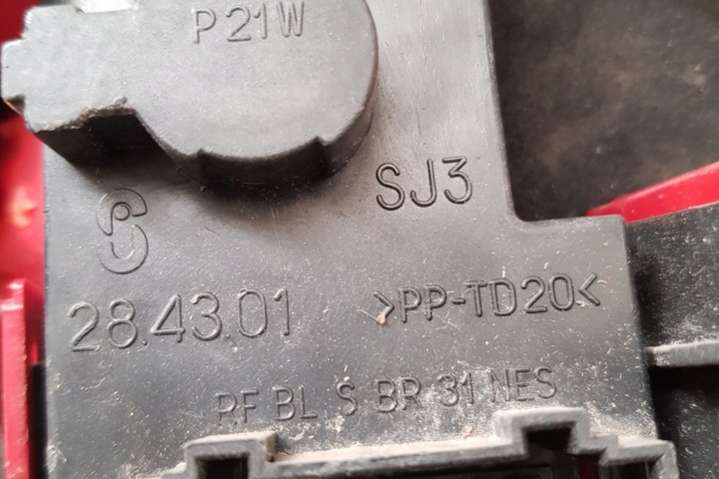 P21W
SJ3
28.43.01 >PP-TD20<
RF BL S BR 31 NES